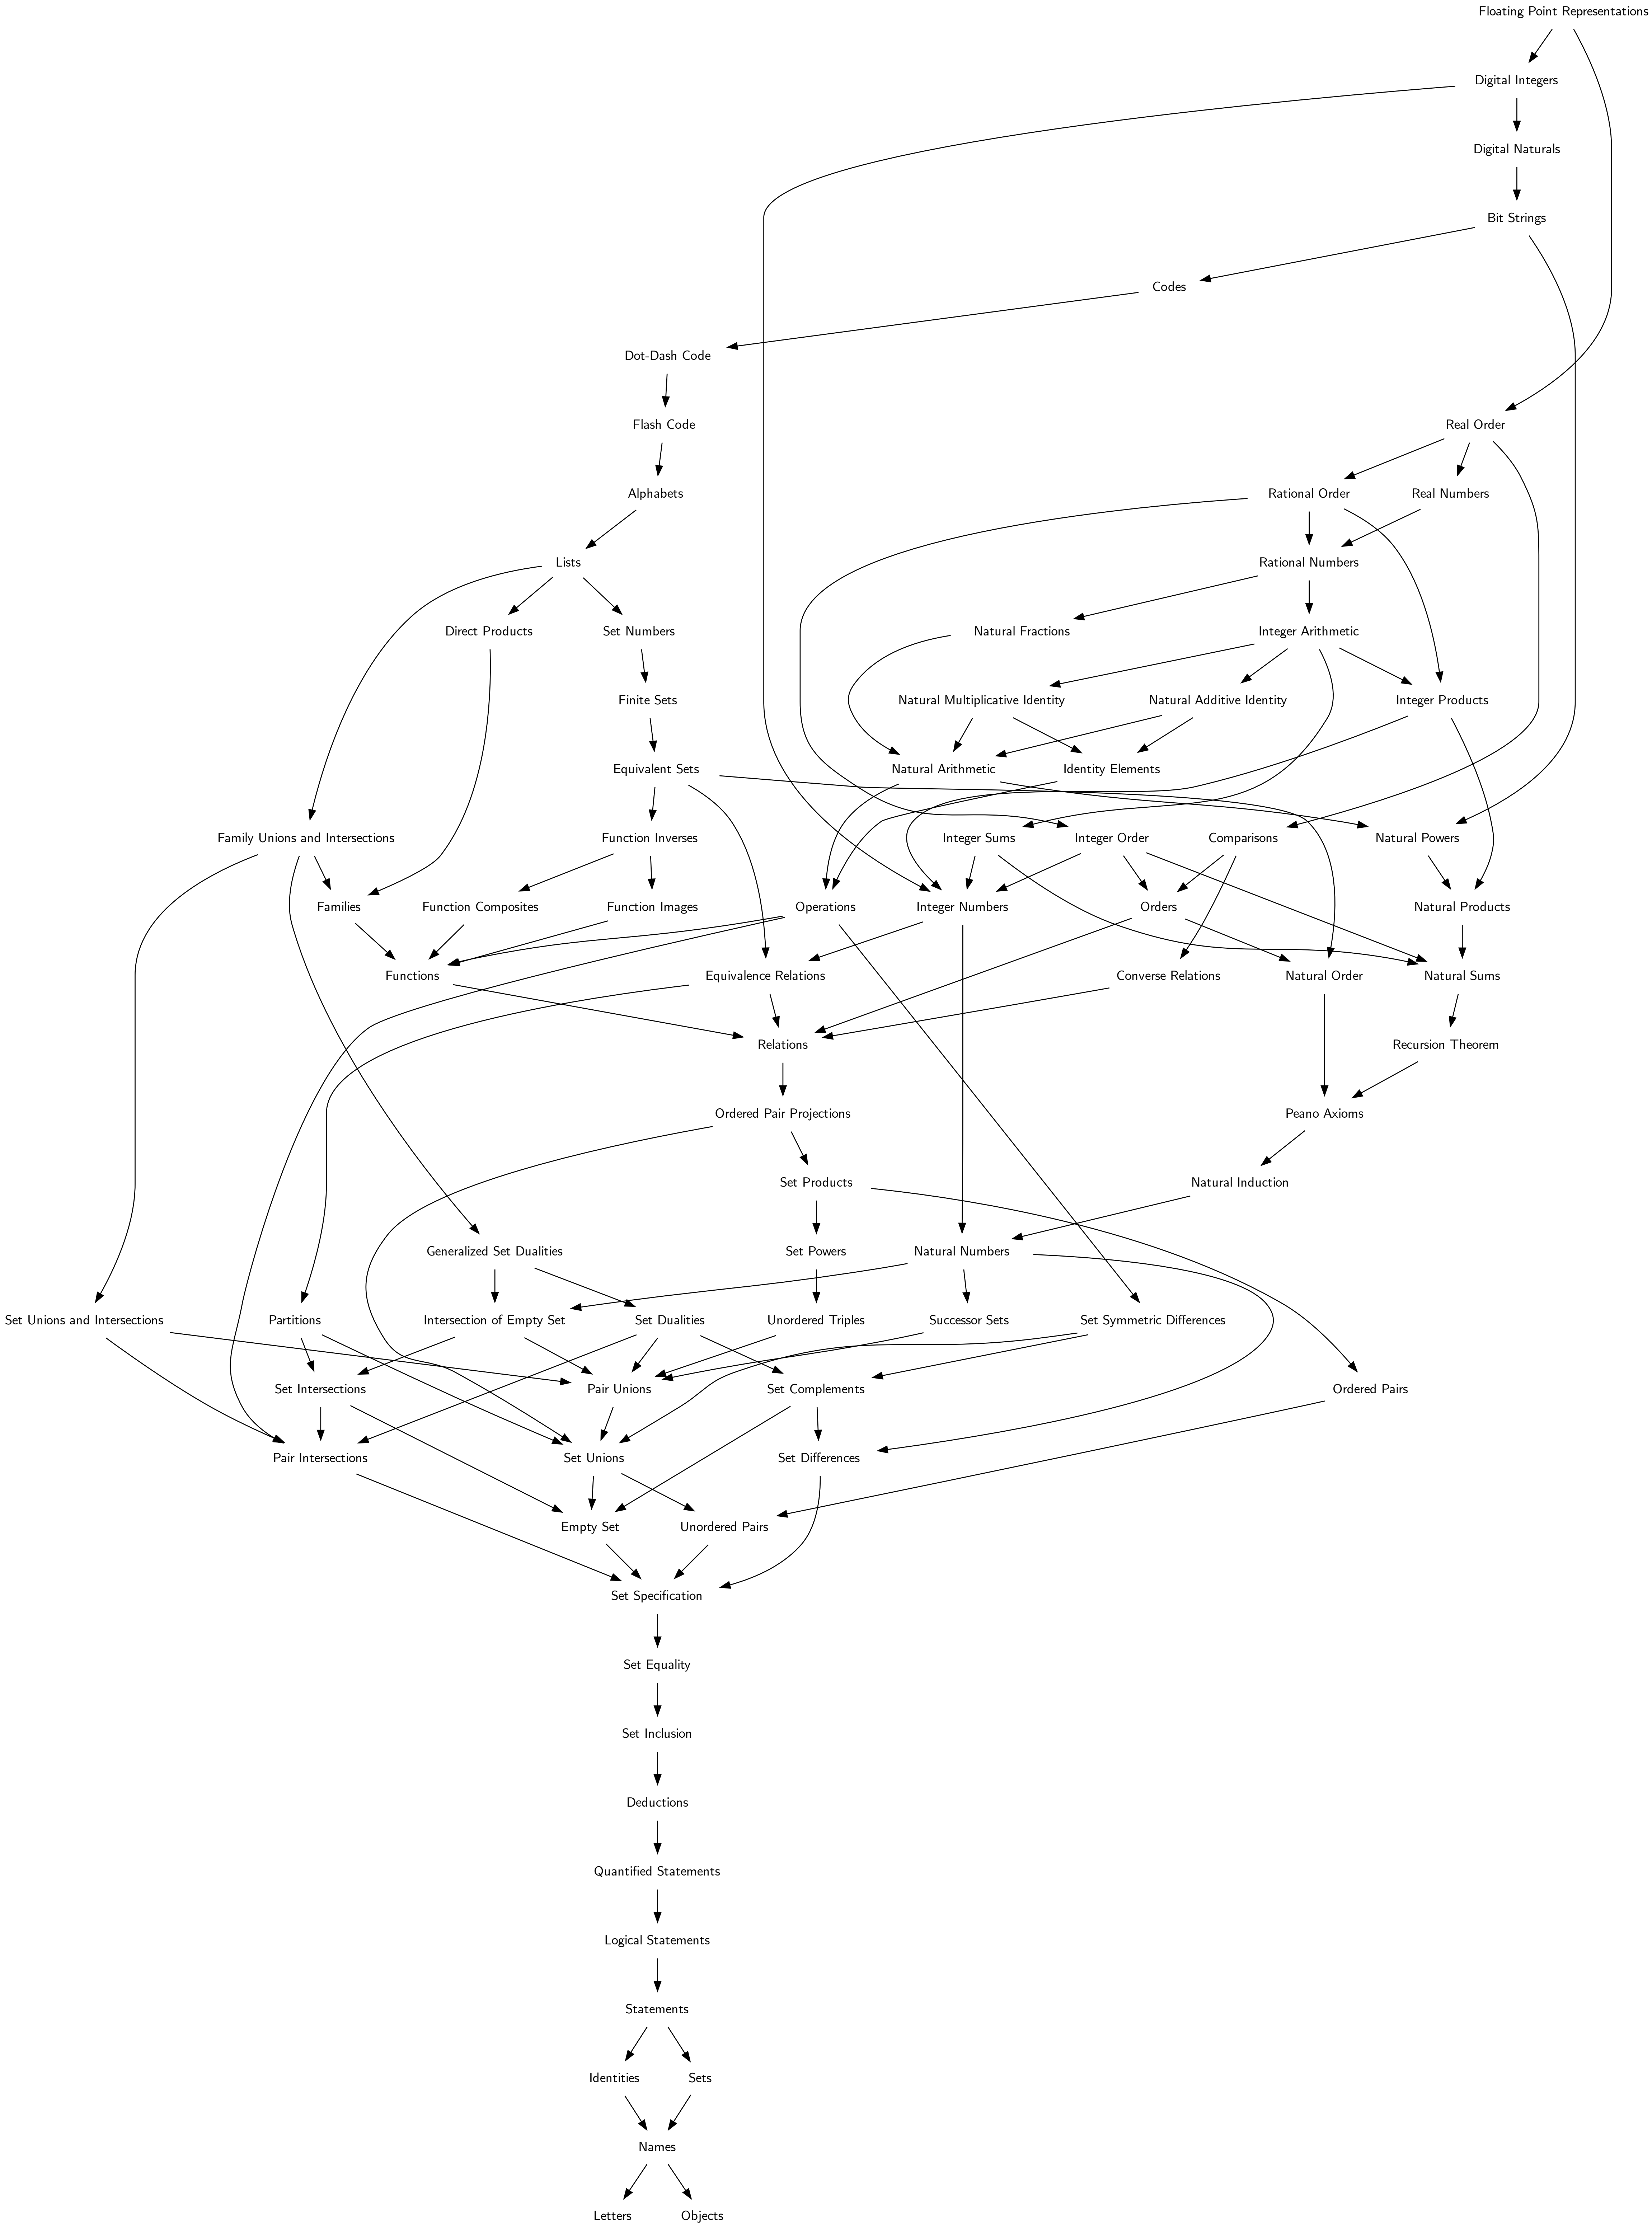 Floating Point Representations
Digital Integers
Digital Naturals
Bit Strings
Codes
Dot-Dash Code
Flash Code
Real Order
Alphabets
Rational Order
Real Numbers
Lists
Rational Numbers
Direct Products
Set Numbers
Natural Fractions
Integer Arithmetic
Finite Sets
Natural Multiplicative Identity
Natural Additive Identity
Integer Products
Equivalent Sets
Natural Arithmetic
Identity Elements
Family Unions and Intersections
Function Inverses
Integer Sums
Integer Order
Comparisons
Natural Powers
Families
Function Composites
Function Images
Operations
Integer Numbers
Orders
Natural Products
Functions
Equivalence Relations
Converse Relations
Natural Order
Natural Sums
Relations
Recursion Theorem
Ordered Pair Projections
Peano Axioms
Set Products
Natural Induction
Generalized Set Dualities
Set Powers
Natural Numbers
Set Unions and Intersections
Partitions
Intersection of Empty Set
Set Dualities
Unordered Triples
Successor Sets
Set Symmetric Differences
Set Intersections
Pair Unions
Set Complements
Ordered Pairs
Pair Intersections
Set Unions
Set Differences
Empty Set
Unordered Pairs
Set Specification
Set Equality
Set Inclusion
Deductions
Quantified Statements
Logical Statements
Statements
Identities
Sets
Names
Letters
Objects